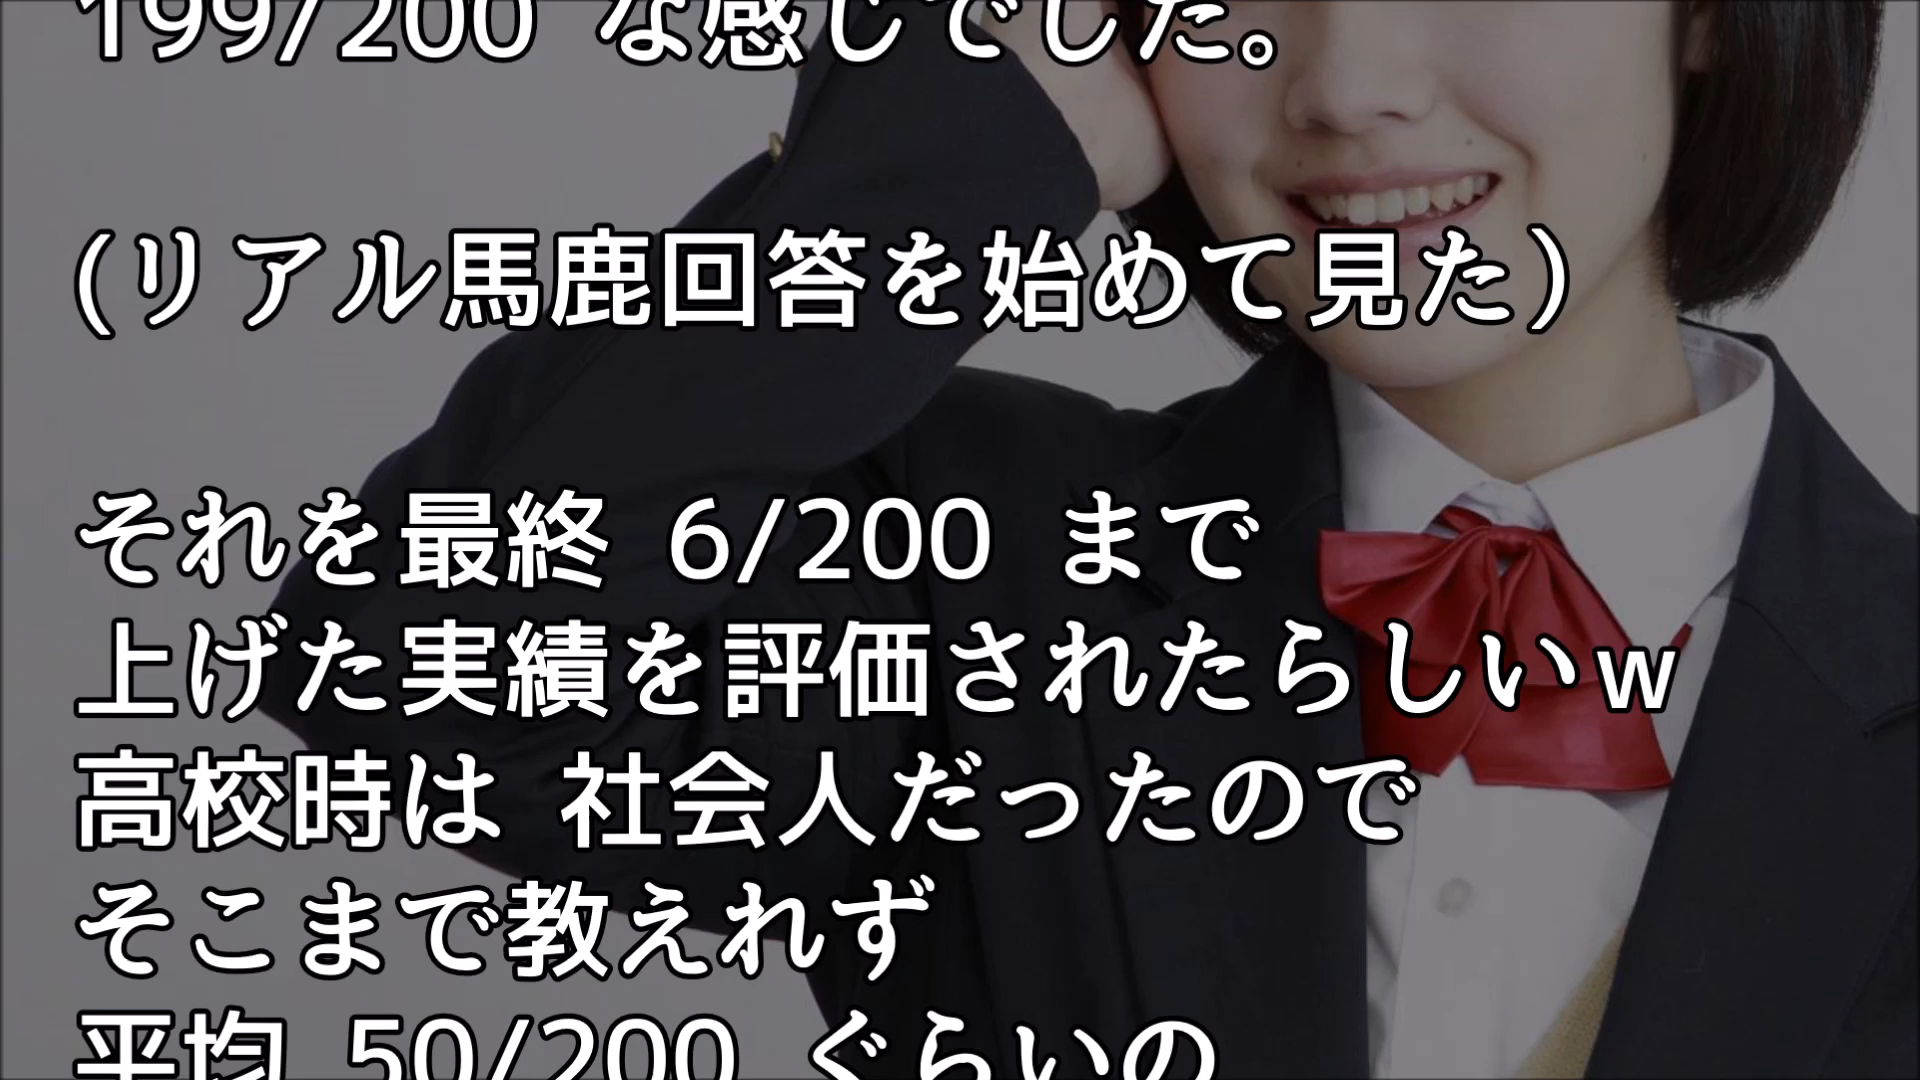 199/200 な感じでした。
(リアル馬鹿回答を始めて見た)
それを最終 6/200 まで
上げた実績を評価されたらしいw
高校時は 社会人だったので
そこまで教えれず
平均 50/200 ぐらいの